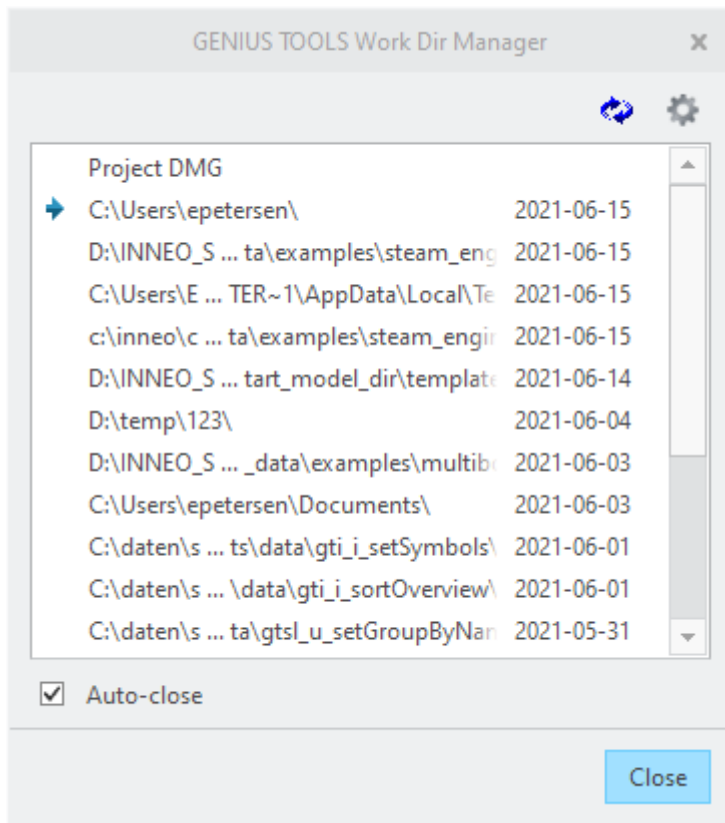 GENIUS TOOLS Work Dir Manager
Project DMG
C:\Users\epetersen\ 2021-06-15
D:\INNEO_S ... ta\examples\steam_eng 2021-06-15
C:\Users\E ... TER~1\AppData\Local\Te 2021-06-15
c:\inneo\c ... ta\examples\steam_engin 2021-06-15
D:\INNEO_S ... tart_model_dir\template 2021-06-14
D:\temp\123\ 2021-06-04
D:\INNEO_S ... _data\examples\multibo 2021-06-03
C:\Users\epetersen\Documents\ 2021-06-03
C:\daten\s ... ts\data\gti_i_setSymbols\ 2021-06-01
C:\daten\s ... \data\gti_i_sortOverview\ 2021-06-01
C:\daten\s ... ta\gtsl_u_setGroupByNan 2021-05-31
Auto-close
Close